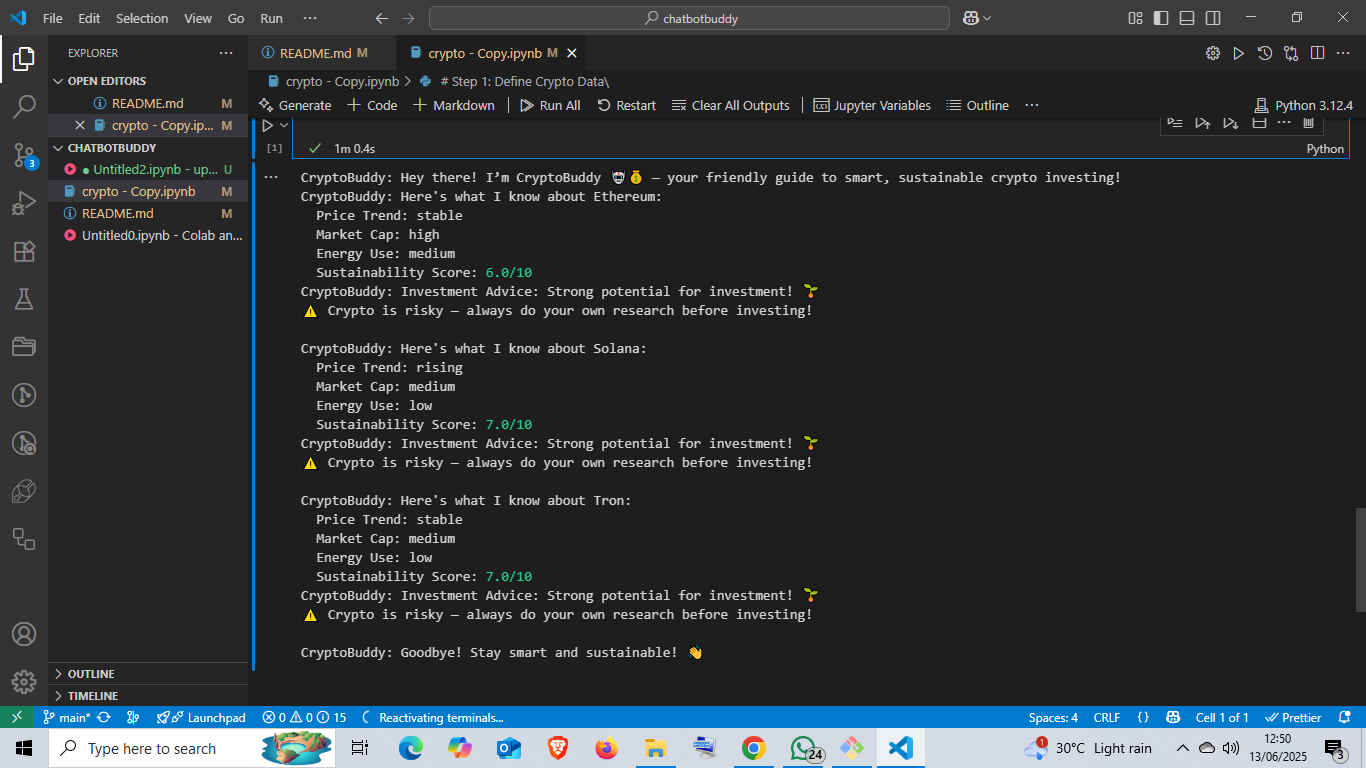 File Edit Selection View Go Run ··· chatbotbuddy
EXPLORER ···
OPEN EDITORS
README.md M
crypto - Copy.ip... M
CHATBOTBUDDY
Untitled2.ipynb - up... U
crypto - Copy.ipynb M
README.md M
Untitled0.ipynb - Colab an...
OUTLINE
TIMELINE
README.md M crypto - Copy.ipynb M
crypto - Copy.ipynb > # Step 1: Define Crypto Data\
Generate + Code + Markdown Run All Restart Clear All Outputs Jupyter Variables Outline ··· Python 3.12.4
[1] 1m 0.4s Python
CryptoBuddy: Hey there! I’m CryptoBuddy 🤖💰 — your friendly guide to smart, sustainable crypto investing!
CryptoBuddy: Here's what I know about Ethereum:
Price Trend: stable
Market Cap: high
Energy Use: medium
Sustainability Score: 6.0/10
CryptoBuddy: Investment Advice: Strong potential for investment! 🌱
⚠️ Crypto is risky — always do your own research before investing!
CryptoBuddy: Here's what I know about Solana:
Price Trend: rising
Market Cap: medium
Energy Use: low
Sustainability Score: 7.0/10
CryptoBuddy: Investment Advice: Strong potential for investment! 🌱
⚠️ Crypto is risky — always do your own research before investing!
CryptoBuddy: Here's what I know about Tron:
Price Trend: stable
Market Cap: medium
Energy Use: low
Sustainability Score: 7.0/10
CryptoBuddy: Investment Advice: Strong potential for investment! 🌱
⚠️ Crypto is risky — always do your own research before investing!
CryptoBuddy: Goodbye! Stay smart and sustainable! 👋
3
main* Launchpad 0 0 15 Reactivating terminals... Spaces: 4 CRLF {} Cell 1 of 1 Prettier
Type here to search 24 1 30°C Light rain 12:50
13/06/2025 3